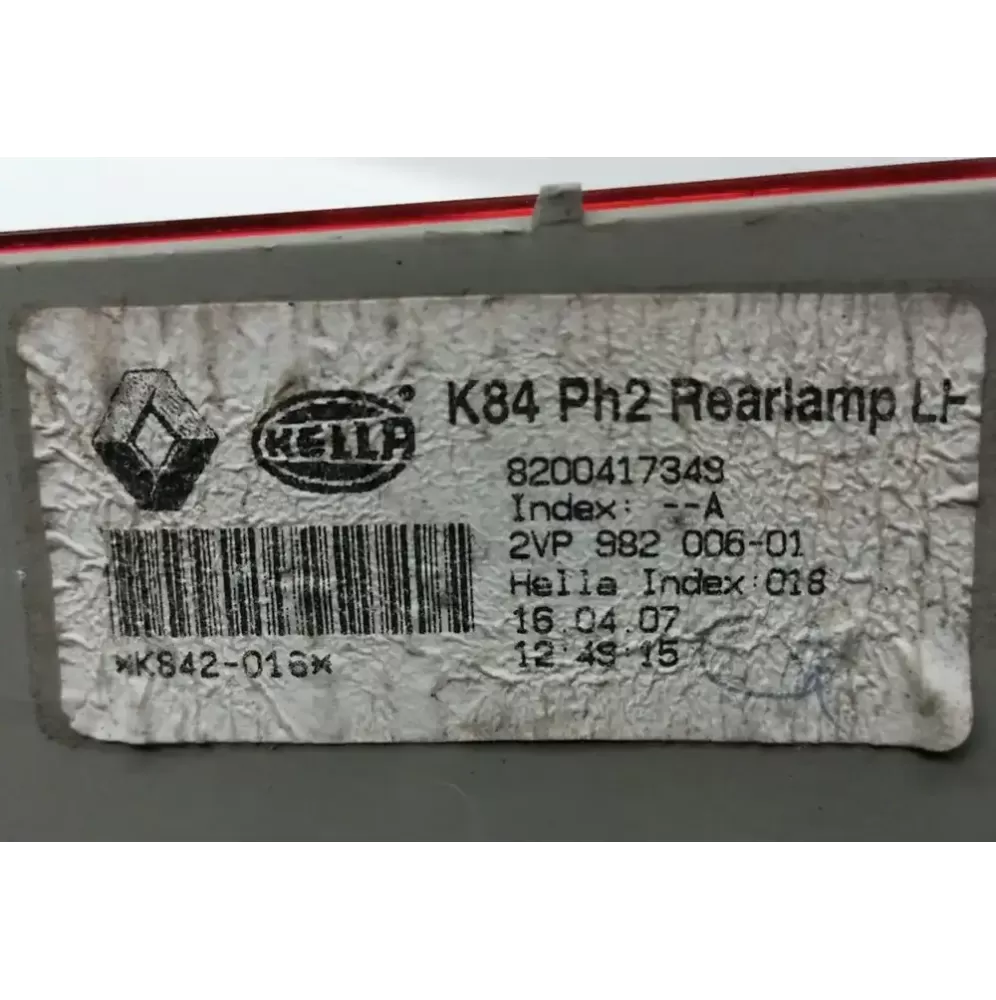 HELLA
K84 Ph2 Rearlamp LH
8200417349
Index: --A
2VP 982 006-01
Hella Index:018
16.04.07
12:49:15
*K842-016*